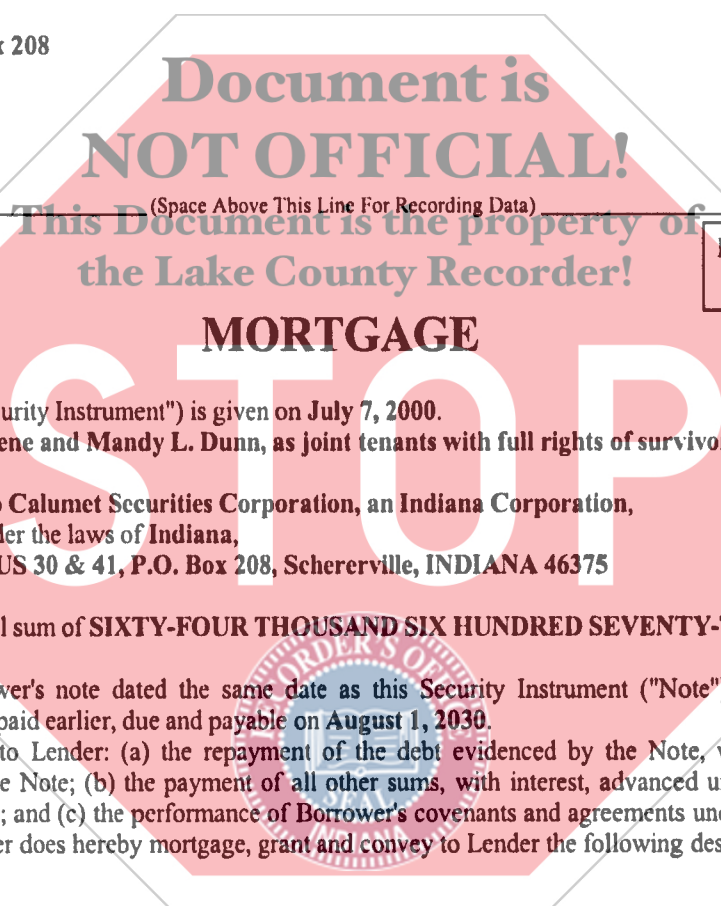 x 208
Document is
NOT OFFICIAL!
(Space Above This Line For Recording Data)
This Document is the property of
the Lake County Recorder!
MORTGAGE
STOP
urity Instrument") is given on July 7, 2000.
ene and Mandy L. Dunn, as joint tenants with full rights of survivo
Calumet Securities Corporation, an Indiana Corporation,
der the laws of Indiana,
US 30 & 41, P.O. Box 208, Schererville, INDIANA 46375
l sum of SIXTY-FOUR THOUSAND SIX HUNDRED SEVENTY-
wer's note dated the same date as this Security Instrument ("Note"
paid earlier, due and payable on August 1, 2030.
to Lender: (a) the repayment of the debt evidenced by the Note,
e Note; (b) the payment of all other sums, with interest, advanced u
; and (c) the performance of Borrower's covenants and agreements un
er does hereby mortgage, grant and convey to Lender the following des
RECORDER'S OFFICE
SEAL
INDIANA